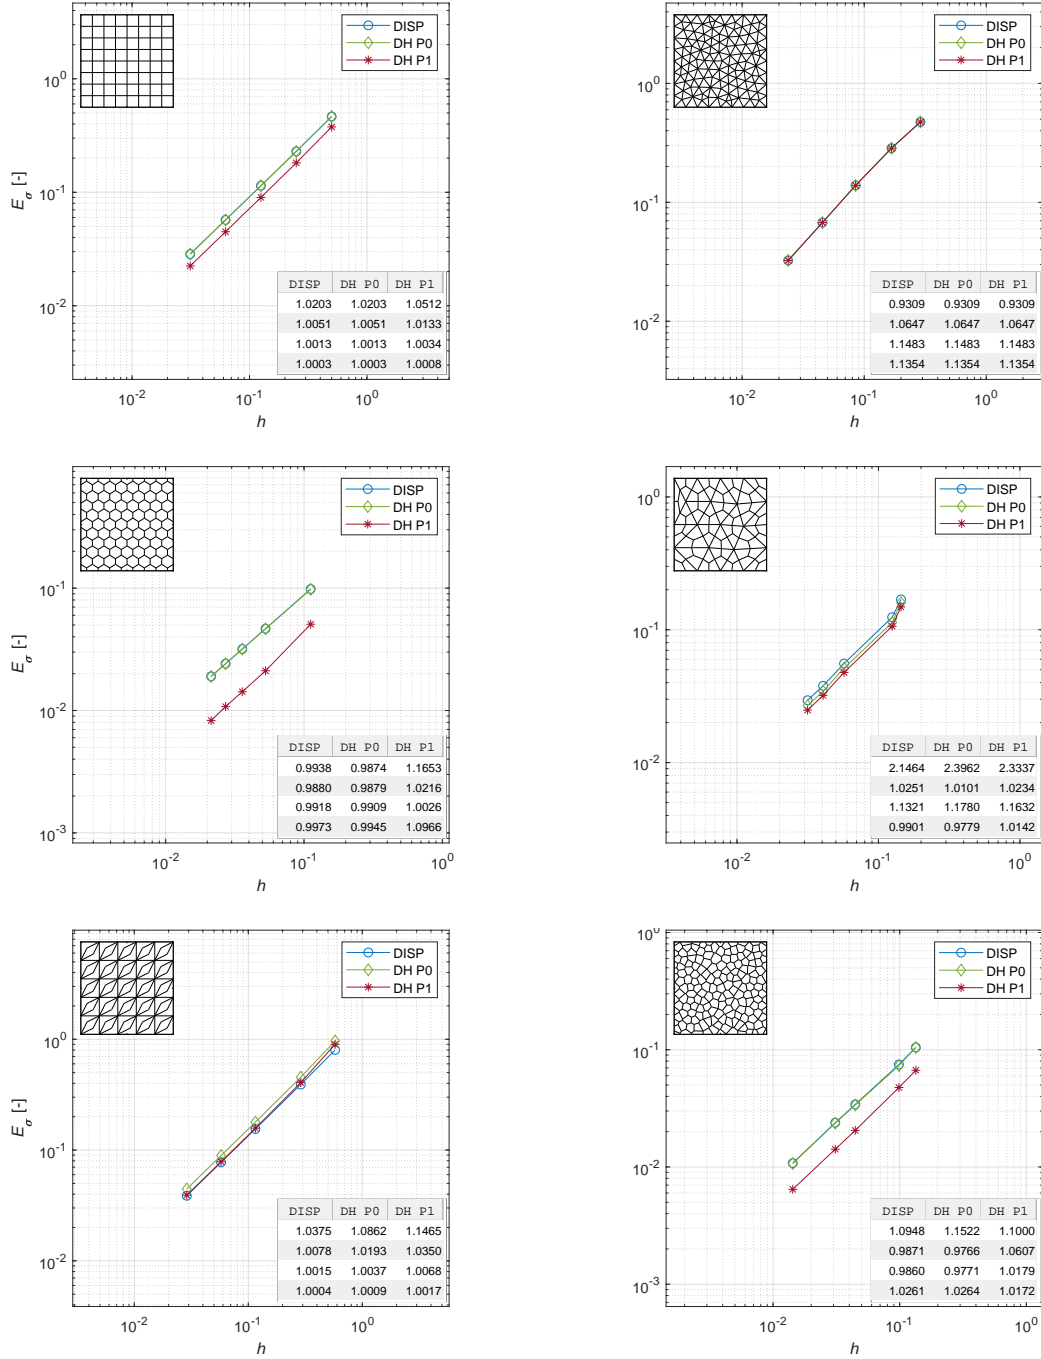 DISP
DH P0
DH P1
10^0
10^-1
10^-2
E_σ [-]
DISP DH P0 DH P1
1.0203 1.0203 1.0512
1.0051 1.0051 1.0133
1.0013 1.0013 1.0034
1.0003 1.0003 1.0008
10^-2 10^-1 10^0
h
DISP
DH P0
DH P1
10^0
10^-1
10^-2
DISP DH P0 DH P1
0.9309 0.9309 0.9309
1.0647 1.0647 1.0647
1.1483 1.1483 1.1483
1.1354 1.1354 1.1354
10^-2 10^-1 10^0
h
DISP
DH P0
DH P1
10^-1
10^-2
10^-3
E_σ [-]
DISP DH P0 DH P1
0.9938 0.9874 1.1653
0.9880 0.9879 1.0216
0.9918 0.9909 1.0026
0.9973 0.9945 1.0966
10^-2 10^-1 10^0
h
DISP
DH P0
DH P1
10^0
10^-1
10^-2
DISP DH P0 DH P1
2.1464 2.3962 2.3337
1.0251 1.0101 1.0234
1.1321 1.1780 1.1632
0.9901 0.9779 1.0142
10^-2 10^-1 10^0
h
DISP
DH P0
DH P1
10^0
10^-1
10^-2
E_σ [-]
DISP DH P0 DH P1
1.0375 1.0862 1.1465
1.0078 1.0193 1.0350
1.0015 1.0037 1.0068
1.0004 1.0009 1.0017
10^-2 10^-1 10^0
h
DISP
DH P0
DH P1
10^0
10^-1
10^-2
10^-3
DISP DH P0 DH P1
1.0948 1.1522 1.1000
0.9871 0.9766 1.0607
0.9860 0.9771 1.0179
1.0261 1.0264 1.0172
10^-2 10^-1 10^0
h